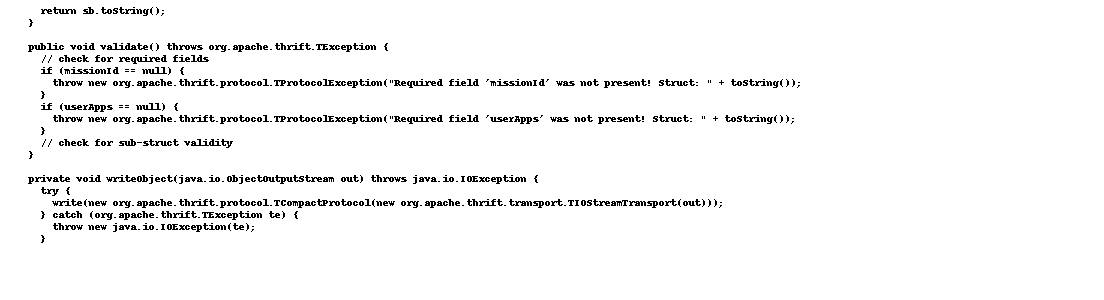 return sb.toString();
}
public void validate() throws org.apache.thrift.TException {
// check for required fields
if (missionId == null) {
throw new org.apache.thrift.protocol.TProtocolException("Required field 'missionId' was not present! Struct: " + toString());
}
if (userApps == null) {
throw new org.apache.thrift.protocol.TProtocolException("Required field 'userApps' was not present! Struct: " + toString());
}
// check for sub-struct validity
}
private void writeObject(java.io.ObjectOutputStream out) throws java.io.IOException {
try {
write(new org.apache.thrift.protocol.TCompactProtocol(new org.apache.thrift.transport.TIOStreamTransport(out)));
} catch (org.apache.thrift.TException te) {
throw new java.io.IOException(te);
}